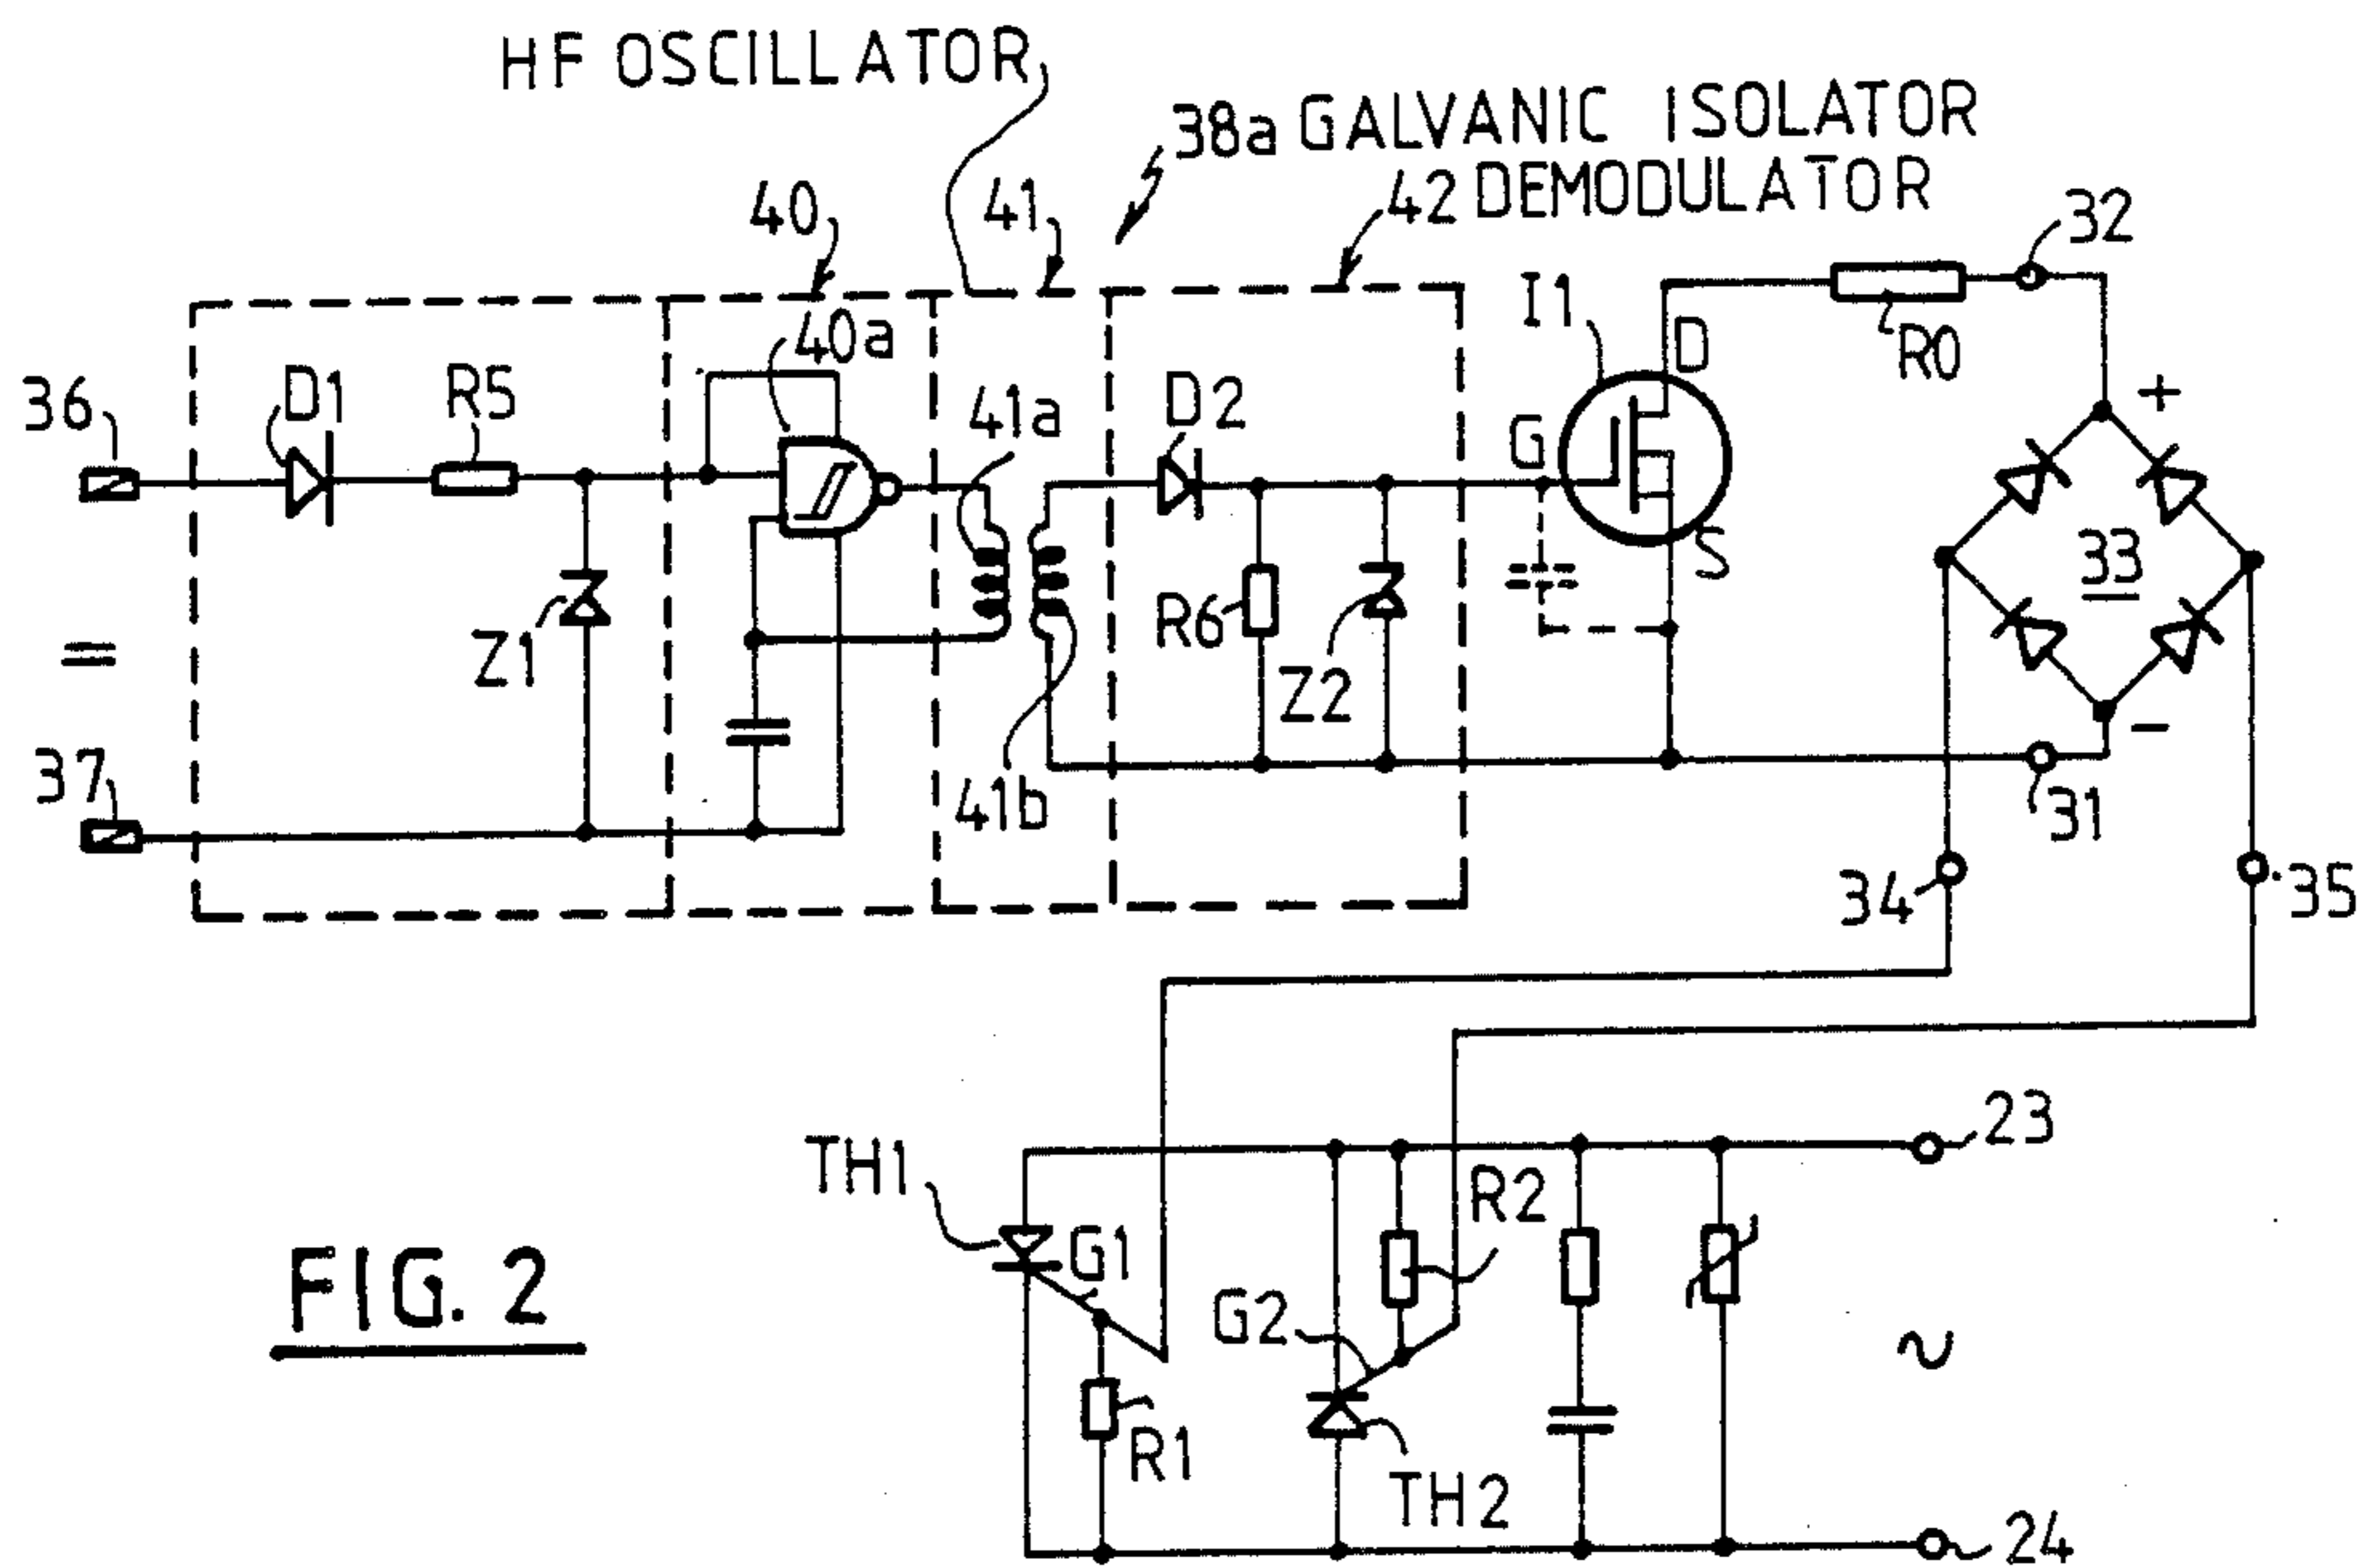 HF OSCILLATOR
38a GALVANIC ISOLATOR
40
41
42 DEMODULATOR
32
I1
D
40a
R0
36
D1
R5
41a
D2
G
+
S
33
Z1
R6
Z2
=
37
41b
−
31
34
35
23
TH1
R2
G1
G2
FIG. 2
~
R1
TH2
24